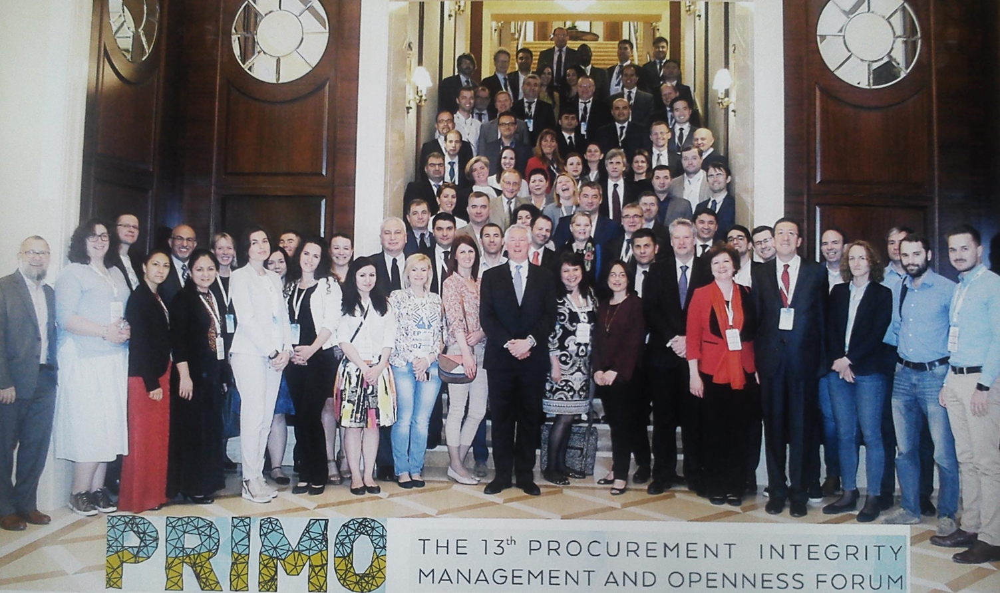 PRIMO
THE 13th PROCUREMENT INTEGRITY
MANAGEMENT AND OPENNESS FORUM